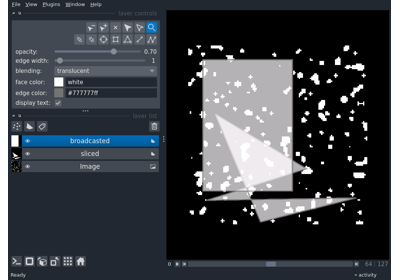 File View Plugins Window Help
layer controls
opacity: 0.70
edge width: 1
blending: translucent
face color: white
edge color: #777777ff
display text:
layer list
broadcasted
sliced
Image
64 127
Ready
activity